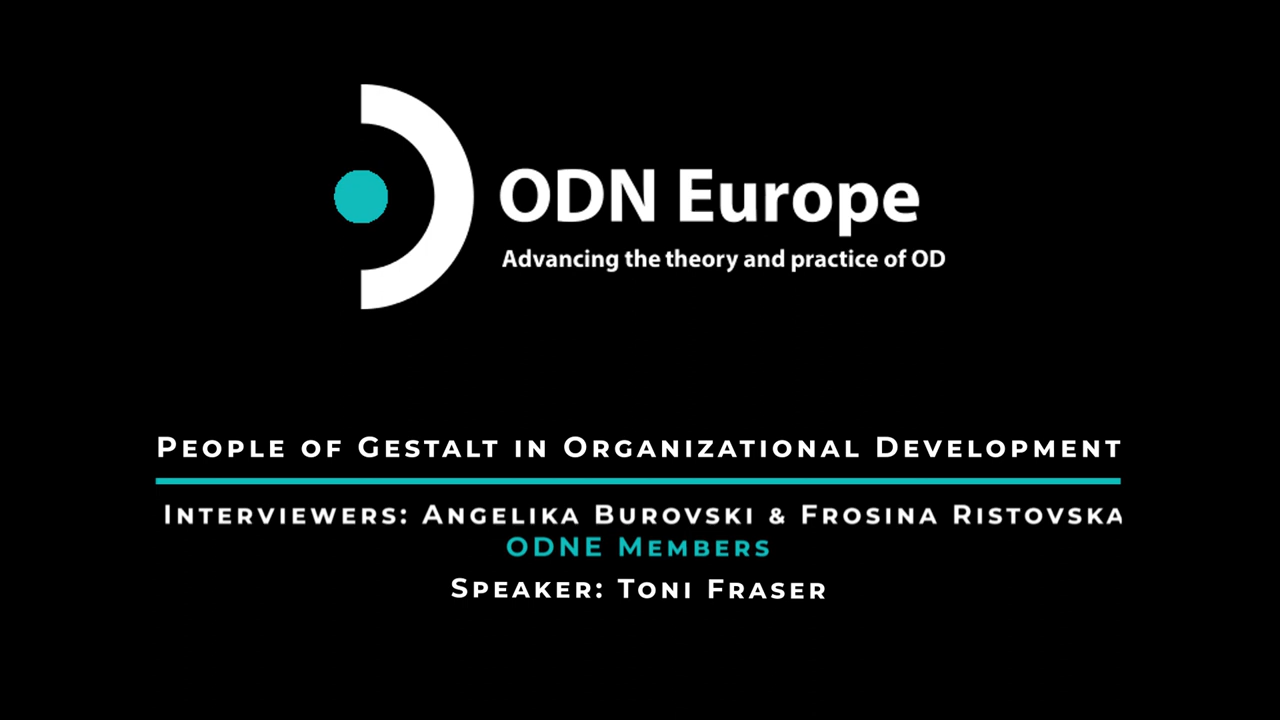 ODN Europe
Advancing the theory and practice of OD
People of Gestalt in Organizational Development
Interviewers: Angelika Burovski & Frosina Ristovska
ODNE Members
Speaker: Toni Fraser